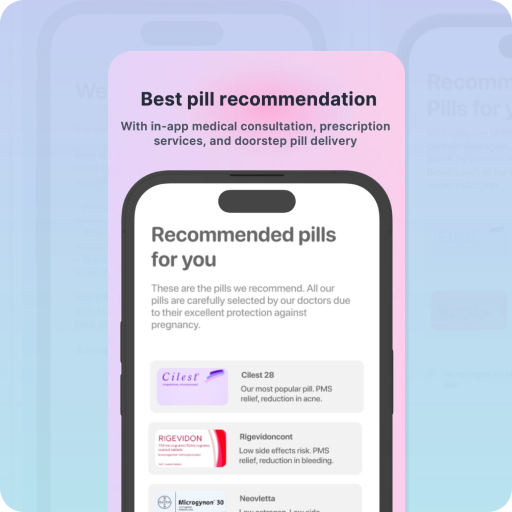 Best pill recommendation
With in-app medical consultation, prescription
services, and doorstep pill delivery
Recommended pills
for you
These are the pills we recommend. All our
pills are carefully selected by our doctors due
to their excellent protection against
pregnancy.
Cilest
Cilest 28
Our most popular pill. PMS
relief, reduction in acne.
RIGEVIDON
Rigevidoncont
Low side effects risk. PMS
relief, reduction in bleeding.
Microgynon® 30
Neovletta